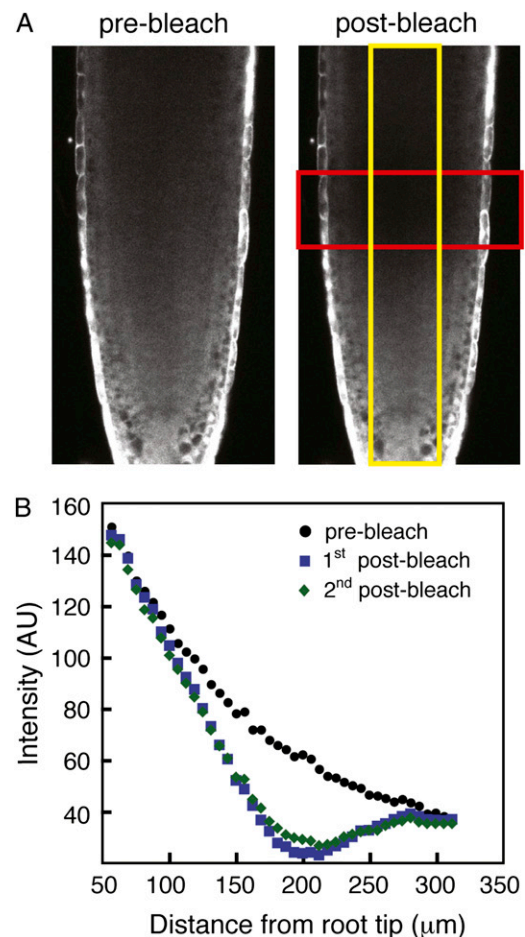 A
pre-bleach
post-bleach
B
pre-bleach
1st post-bleach
2nd post-bleach
Intensity (AU)
160
140
120
100
80
60
40
50 100 150 200 250 300 350
Distance from root tip (μm)